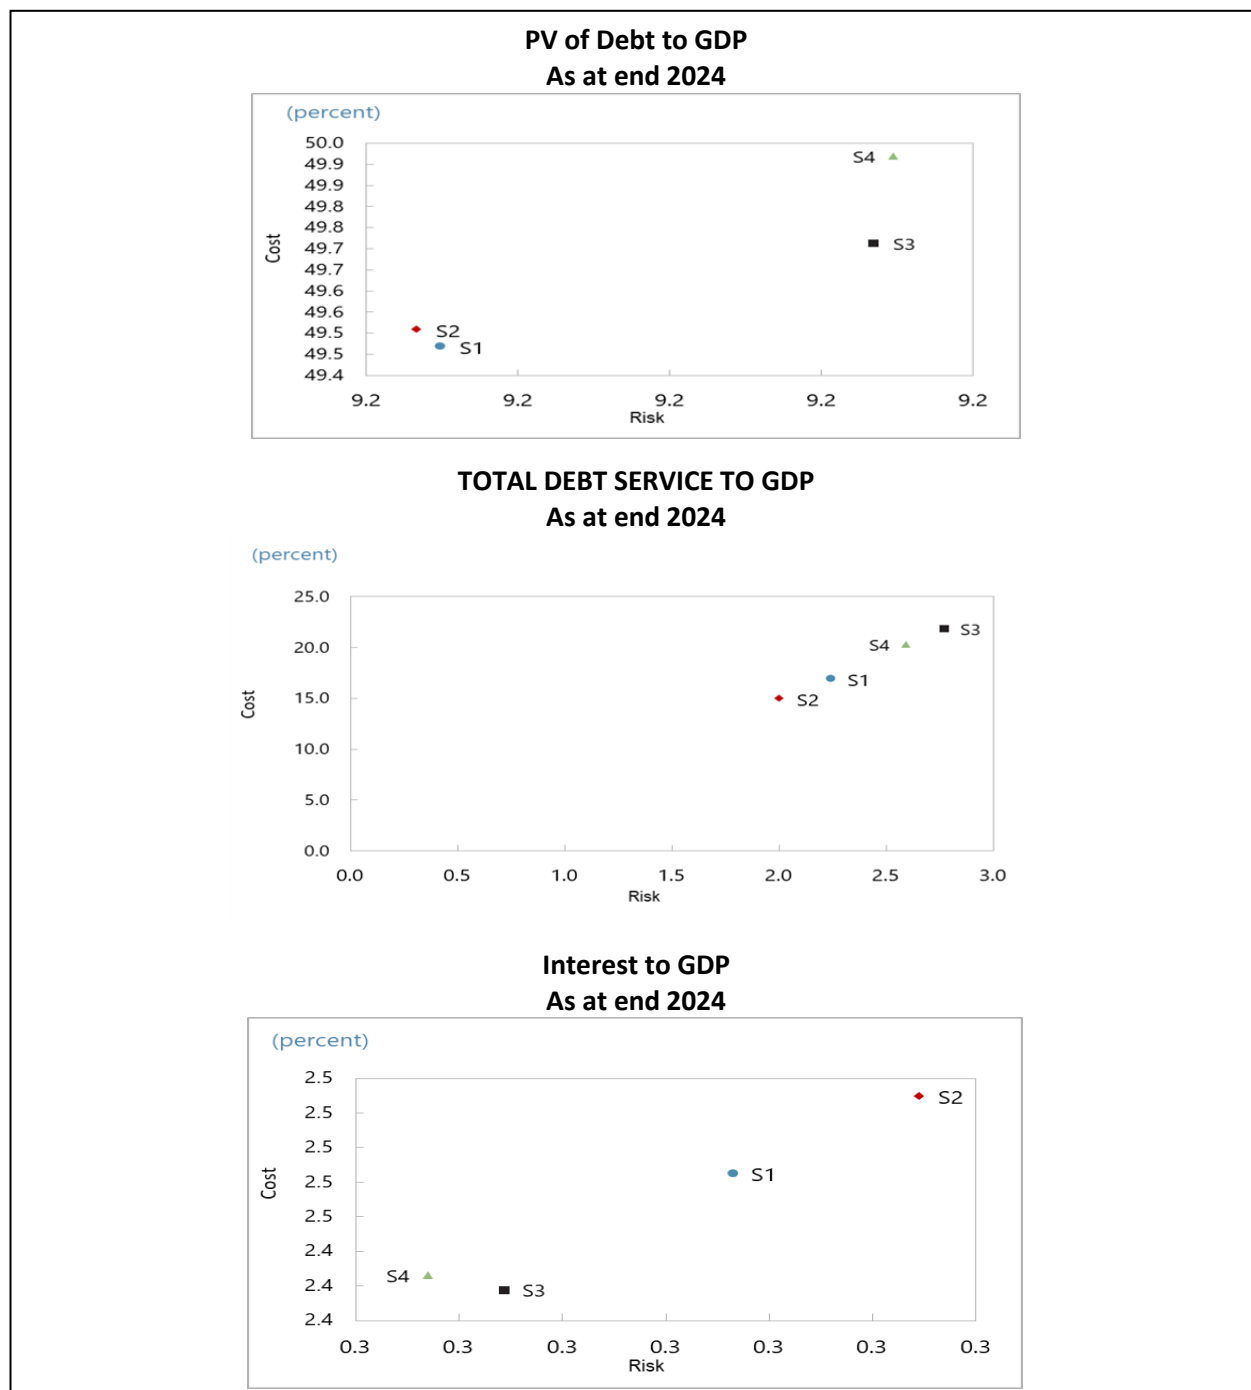 PV of Debt to GDP
As at end 2024
(percent)
50.0
49.9
49.9
49.8
49.8
49.7
49.7
49.6
49.6
49.5
49.5
49.4
Cost
S4
S3
S2
S1
9.2 9.2 9.2 9.2 9.2
Risk
TOTAL DEBT SERVICE TO GDP
As at end 2024
(percent)
25.0
20.0
15.0
10.0
5.0
0.0
Cost
S3
S4
S1
S2
0.0 0.5 1.0 1.5 2.0 2.5 3.0
Risk
Interest to GDP
As at end 2024
(percent)
2.5
2.5
2.5
2.5
2.5
2.4
2.4
2.4
Cost
S2
S1
S4
S3
0.3 0.3 0.3 0.3 0.3 0.3 0.3
Risk